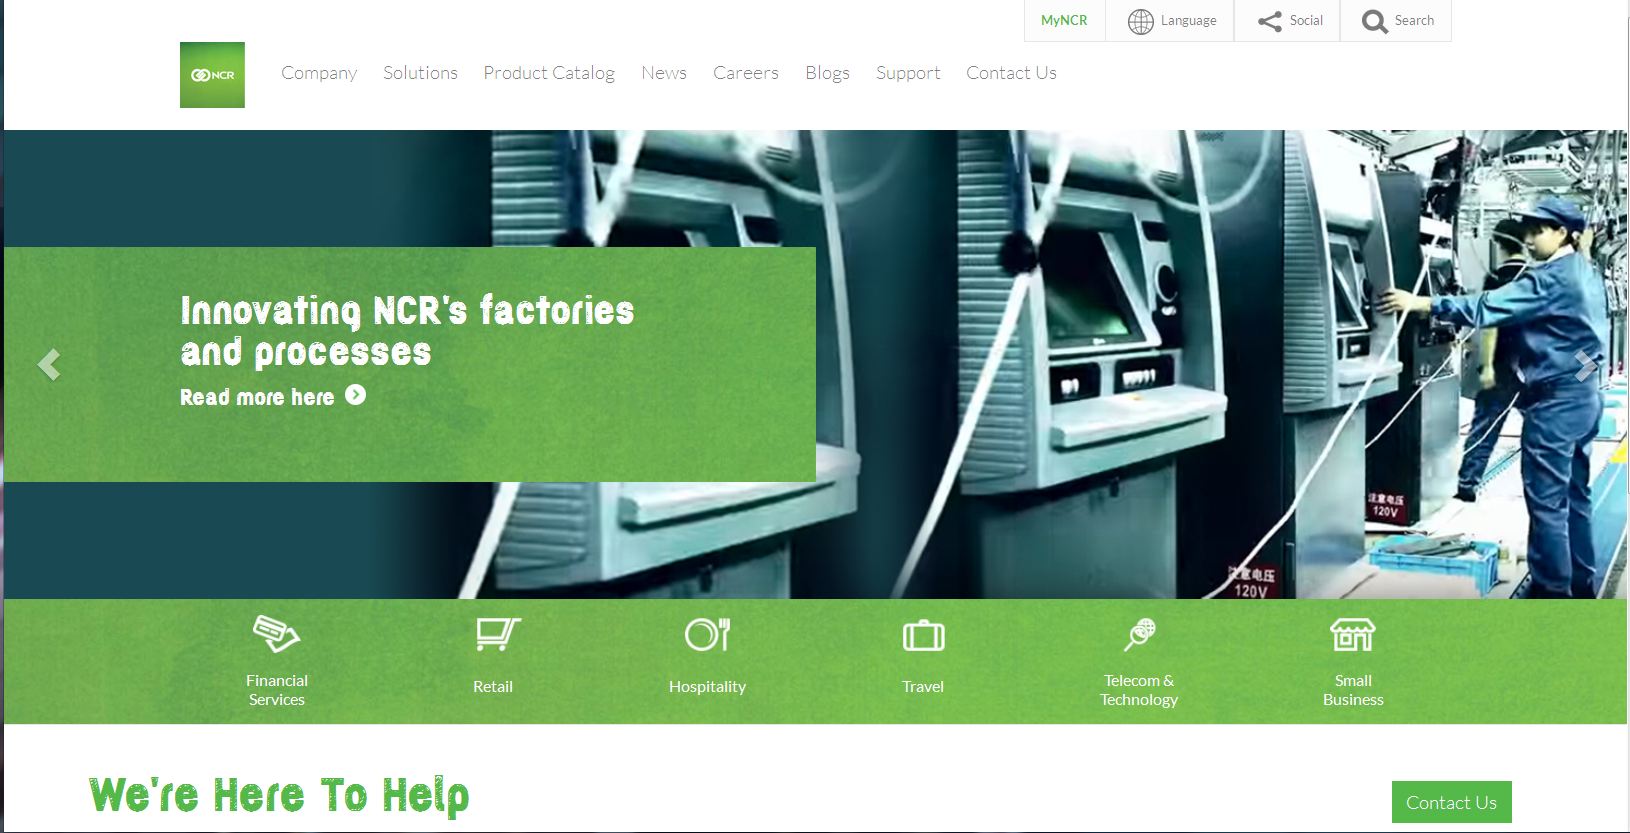 MyNCR
Language
Social
Search
NCR
Company
Solutions
Product Catalog
News
Careers
Blogs
Support
Contact Us
Innovating NCR's factories
and processes
Read more here
注意电压
120V
注意电压
120V
Financial
Services
Retail
Hospitality
Travel
Telecom &
Technology
Small
Business
We're Here To Help
Contact Us